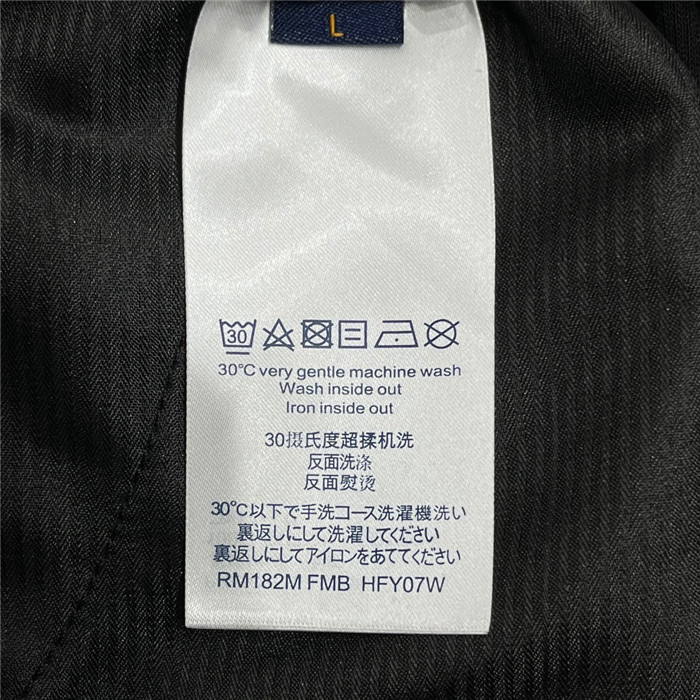 L
30
30℃ very gentle machine wash
Wash inside out
Iron inside out
30摄氏度超揉机洗
反面洗涤
反面熨烫
30℃以下で手洗コース洗濯機洗い
裏返しにして洗濯してください
裏返しにしてアイロンをあててください
RM182M FMB HFY07W